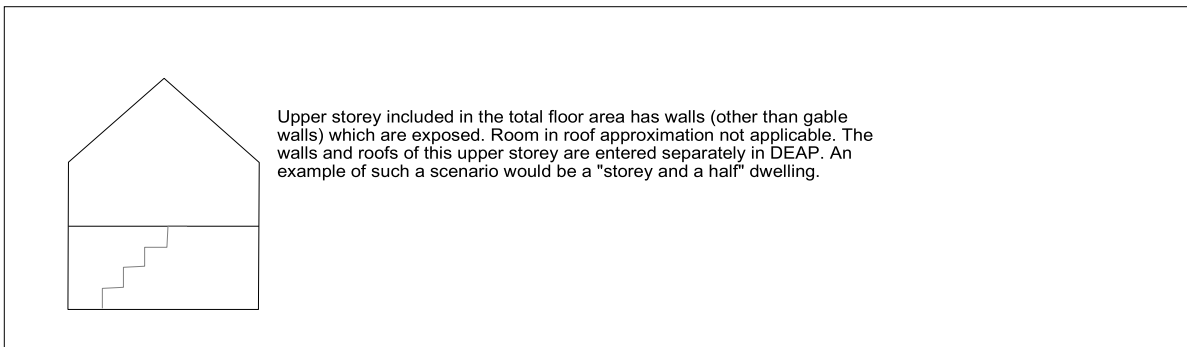 Upper storey included in the total floor area has walls (other than gable
walls) which are exposed. Room in roof approximation not applicable. The
walls and roofs of this upper storey are entered separately in DEAP. An
example of such a scenario would be a "storey and a half" dwelling.